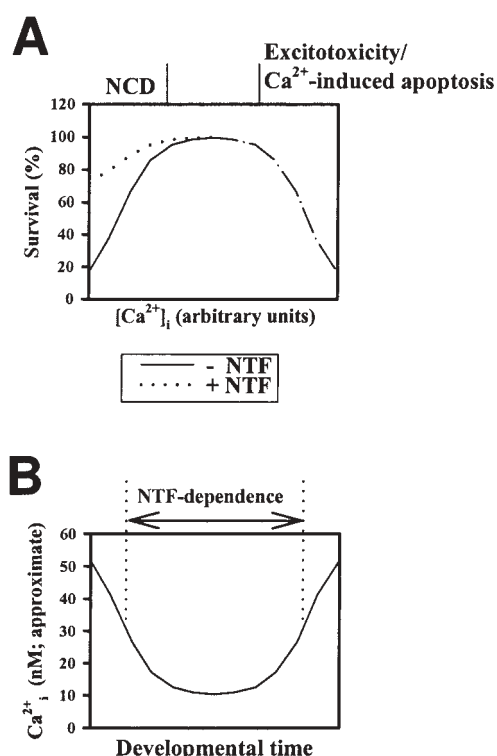 A
Excitotoxicity/
NCD
Ca²⁺-induced apoptosis
120
100
80
60
40
20
0
Survival (%)
[Ca²⁺]ᵢ (arbitrary units)
- NTF
+ NTF
B
NTF-dependence
60
50
40
30
20
10
0
Ca²⁺ᵢ (nM; approximate)
Developmental time